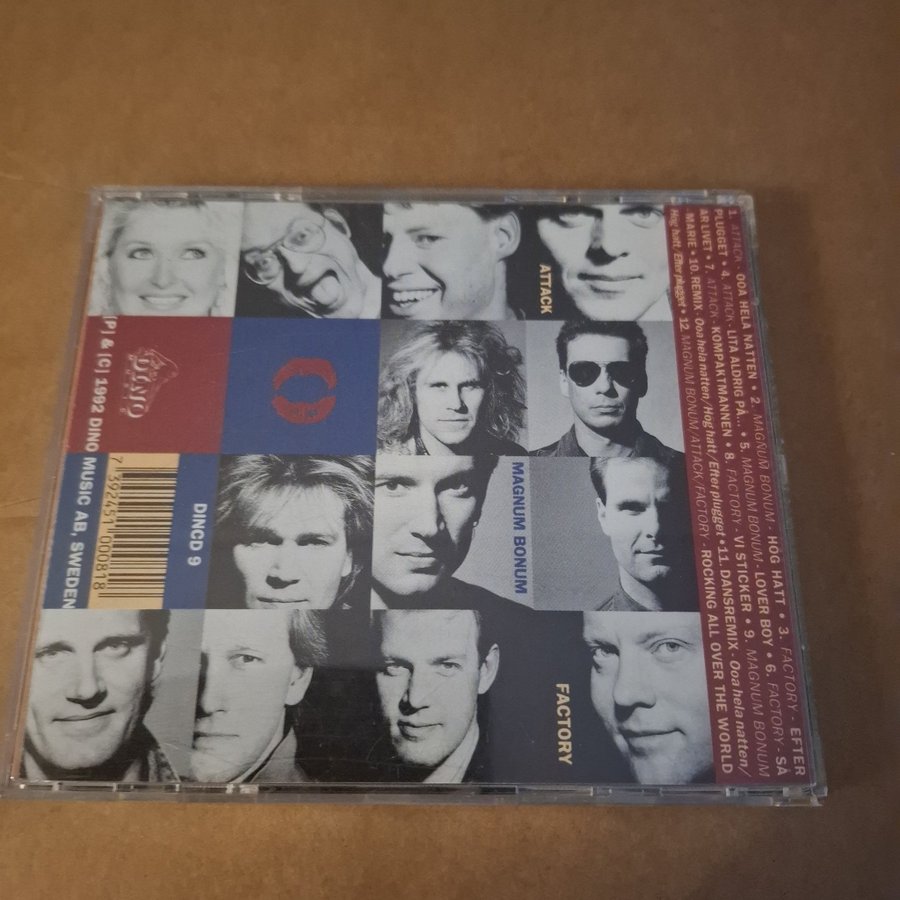 1. ATTACK - OOA HELA NATTEN • 2. MAGNUM BONUM - HÖG HATT • 3. FACTORY - EFTER
PLUGGET • 4. ATTACK - LITA ALDRIG PÅ... • 5. MAGNUM BONUM - LOVER BOY • 6. FACTORY - SÅ
ÄR LIVET • 7. ATTACK - KOMPAKTMANNEN • 8. FACTORY - VI STICKER • 9. MAGNUM BONUM
MARIE • 10. REMIX - Ooa hela natten/Hög hatt/Efter plugget • 11. DANSREMIX - Ooa hela natten/
Hög hatt/Efter plugget • 12. MAGNUM BONUM/ATTACK/FACTORY - ROCKING ALL OVER THE WORLD
ATTACK
MAGNUM BONUM
FACTORY
DINCD 9
7 392451 000818
DINO
(P) & (C) 1992 DINO MUSIC AB, SWEDEN